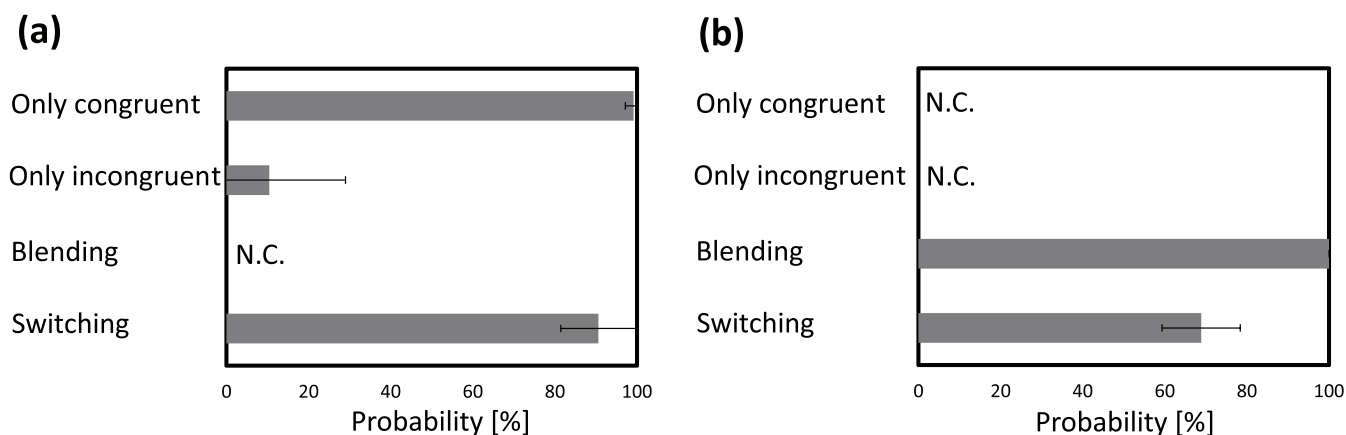 (a)
Only congruent
Only incongruent
Blending
N.C.
Switching
0 20 40 60 80 100
Probability [%]
(b)
Only congruent
N.C.
Only incongruent
N.C.
Blending
Switching
0 20 40 60 80 100
Probability [%]